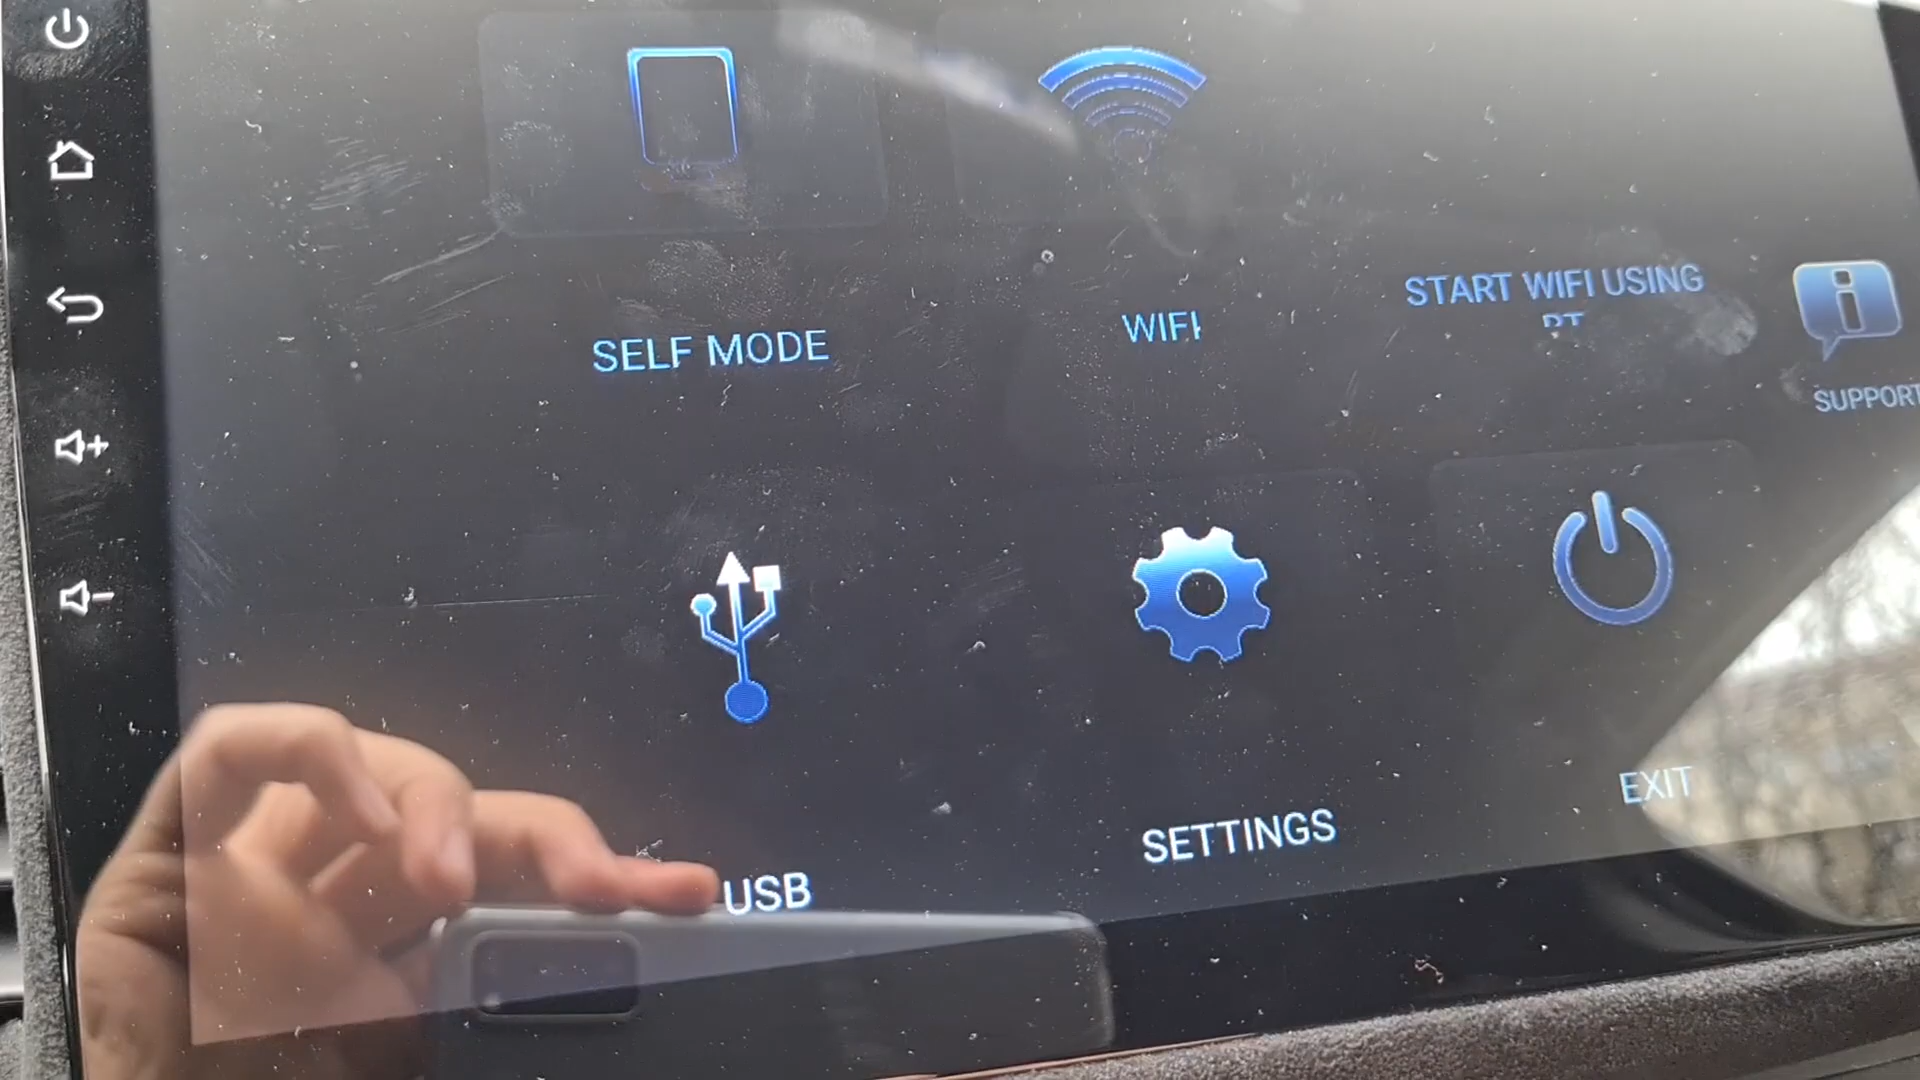 SELF MODE
WIFI
START WIFI USING
SUPPORT
USB
SETTINGS
EXIT